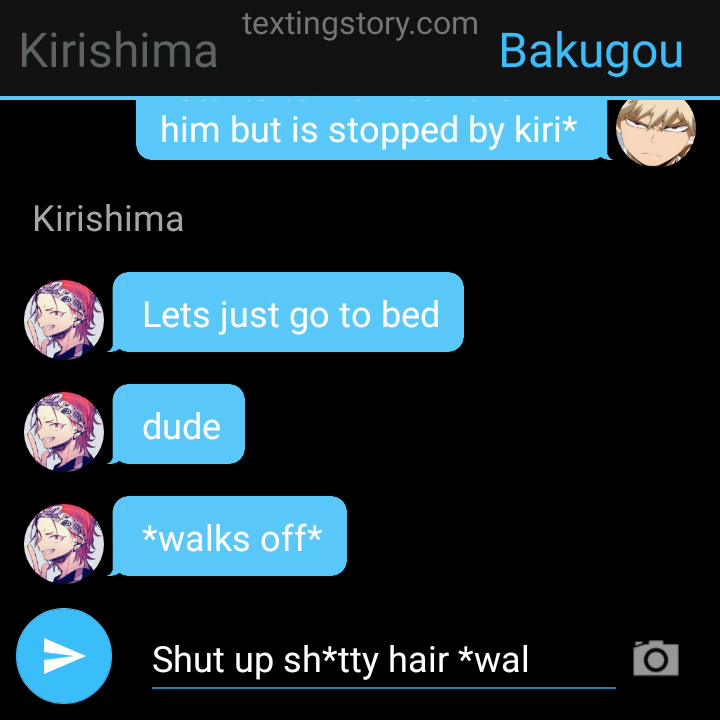 textingstory.com
Kirishima
Bakugou
him but is stopped by kiri*
Kirishima
Lets just go to bed
dude
*walks off*
Shut up sh*tty hair *wal